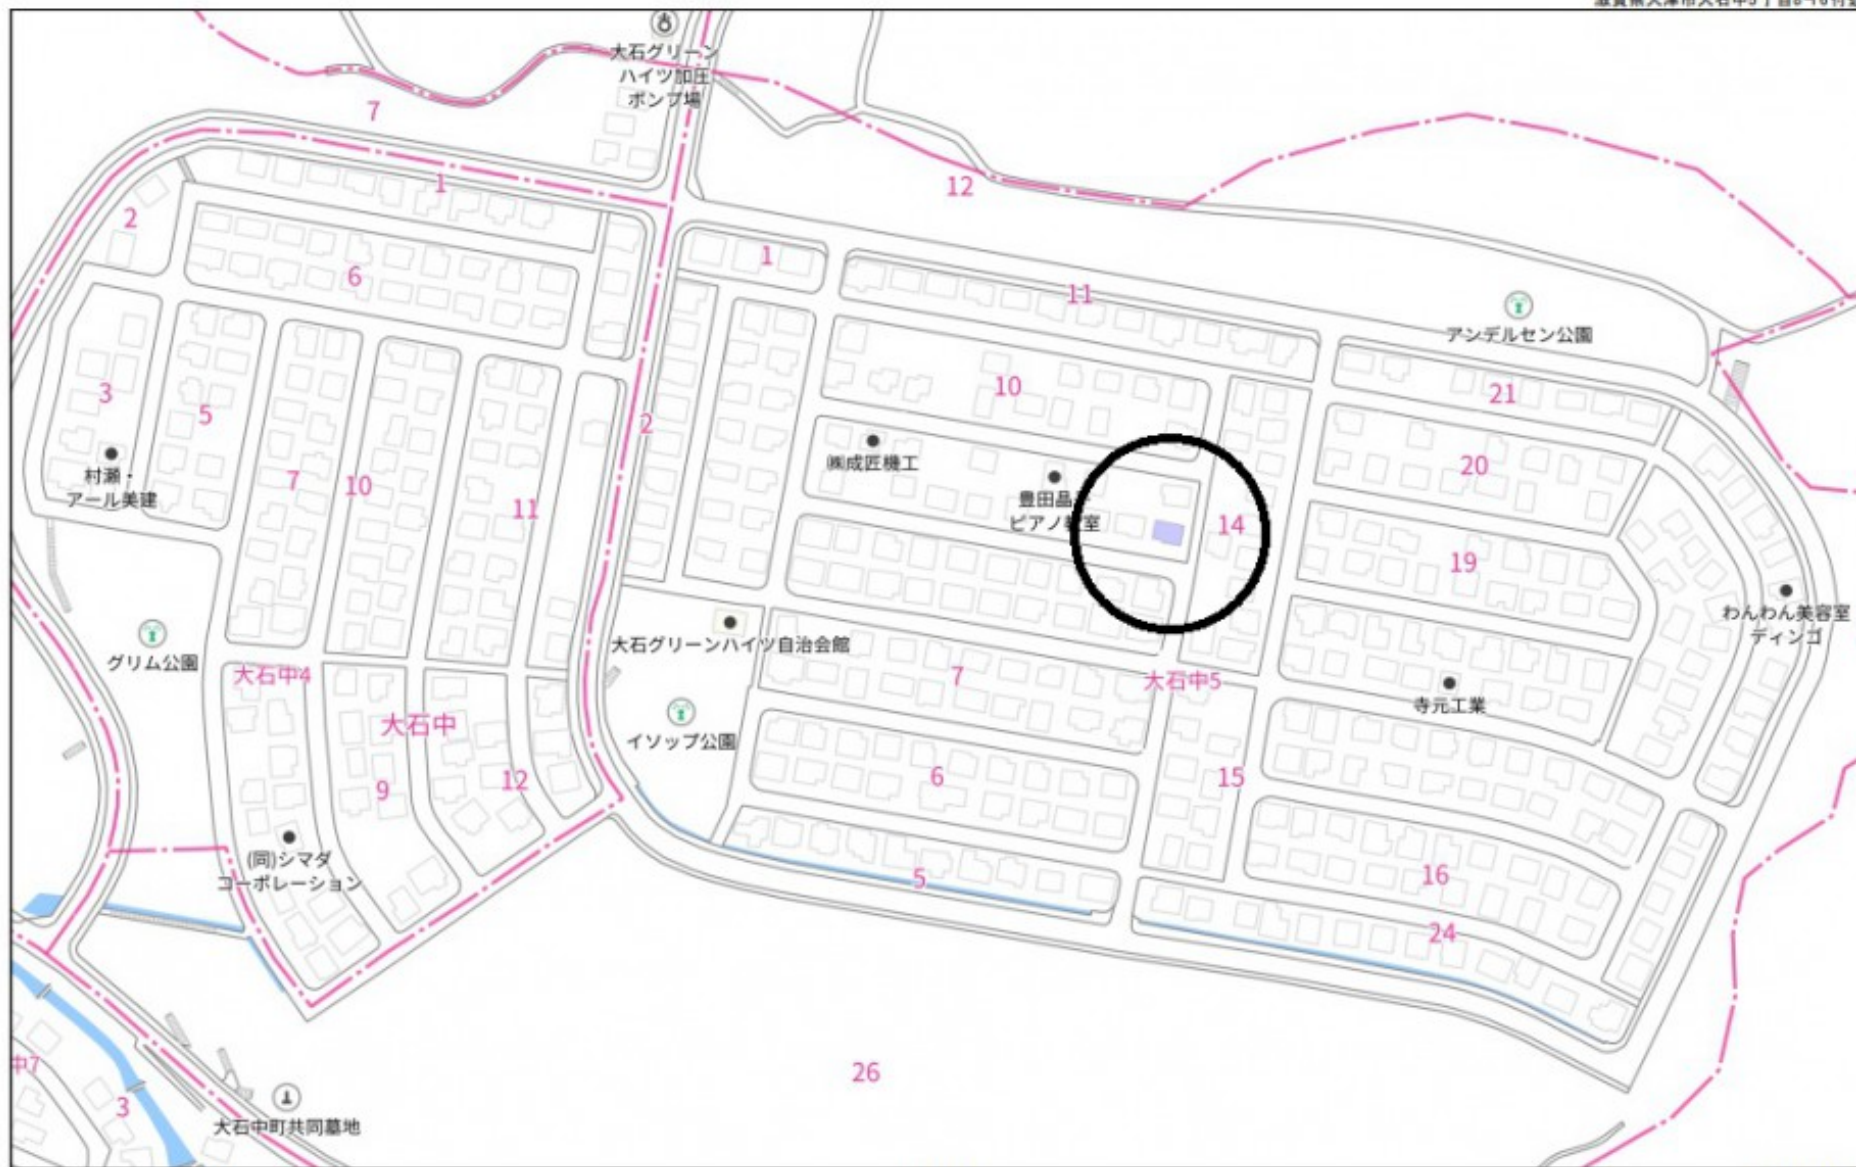 大石グリーン
ハイツ加圧
ポンプ場
7
1
12
2
6
1
11
アンデルセン公園
3
5
2
10
21
村瀬・
アール美建
7
10
11
㈱成匠機工
20
豊田晶
ピアノ教室
14
19
わんわん美容室
ディンゴ
グリム公園
大石グリーンハイツ自治会館
大石中4
7
大石中5
寺元工業
大石中
イソップ公園
9
12
6
15
(同)シマダ
コーポレーション
5
16
24
26
中7
3
大石中町共同墓地